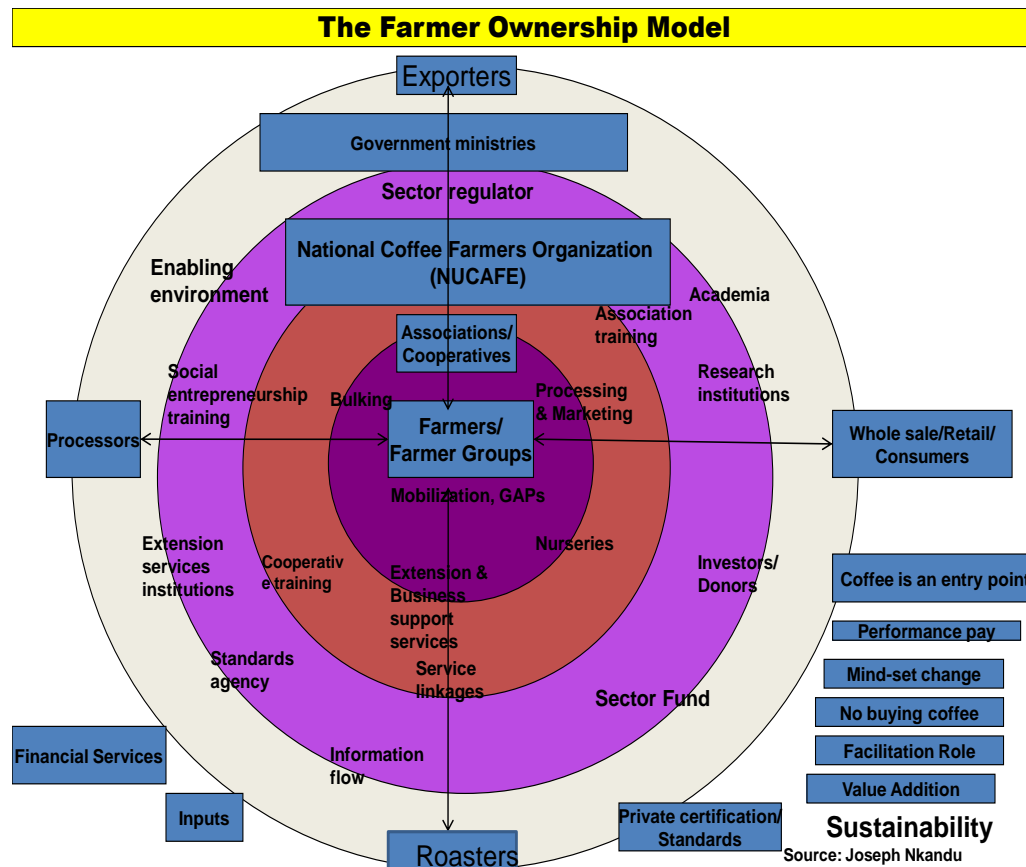 The Farmer Ownership Model
Exporters
Government ministries
Sector regulator
National Coffee Farmers Organization
(NUCAFE)
Enabling
environment
Academia
Association
training
Associations/
Cooperatives
Social
entrepreneurship
training
Research
institutions
Bulking
Processing
& Marketing
Farmers/
Farmer Groups
Processors
Whole sale/Retail/
Consumers
Mobilization, GAPs
Extension
services
institutions
Cooperativ
e training
Nurseries
Extension &
Business
support
services
Investors/
Donors
Coffee is an entry point
Performance pay
Standards
agency
Service
linkages
Mind-set change
Sector Fund
No buying coffee
Financial Services
Information
flow
Facilitation Role
Value Addition
Inputs
Private certification/
Standards
Sustainability
Roasters
Source: Joseph Nkandu